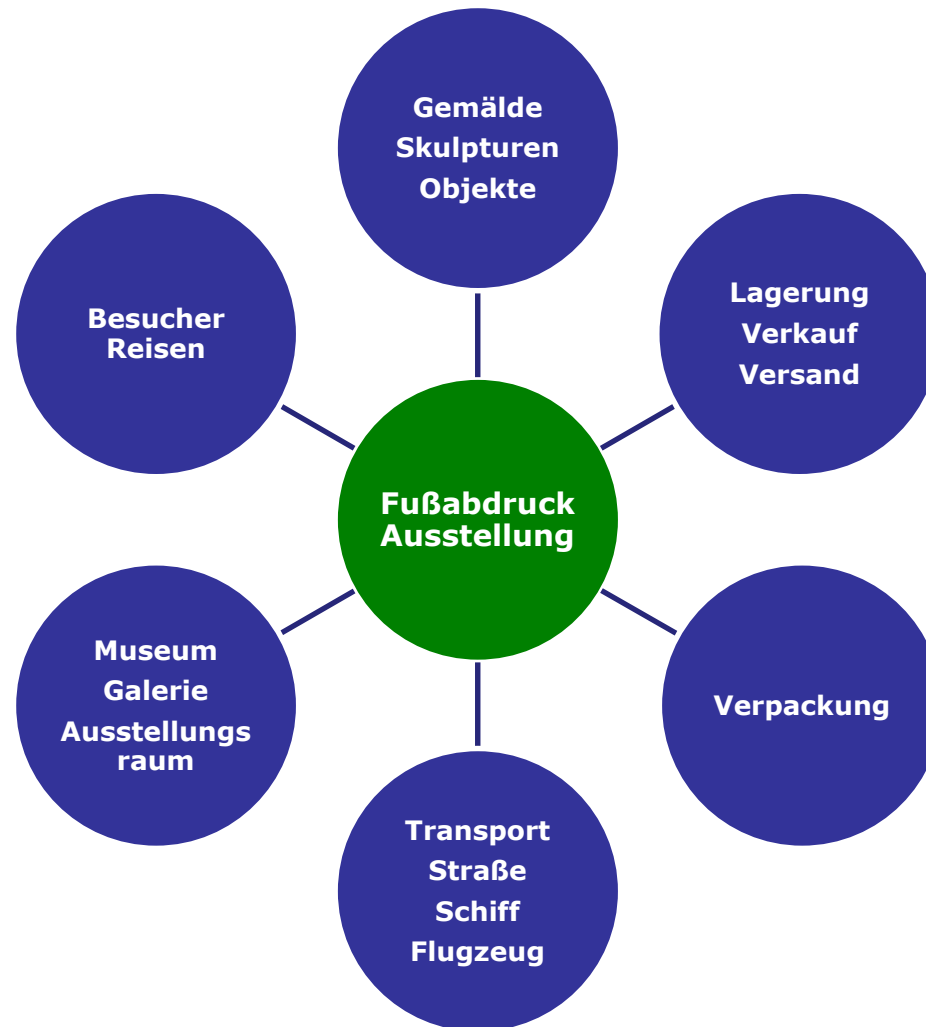 Gemälde
Skulpturen
Objekte
Lagerung
Verkauf
Versand
Besucher
Reisen
Fußabdruck
Ausstellung
Verpackung
Museum
Galerie
Ausstellungs
raum
Transport
Straße
Schiff
Flugzeug